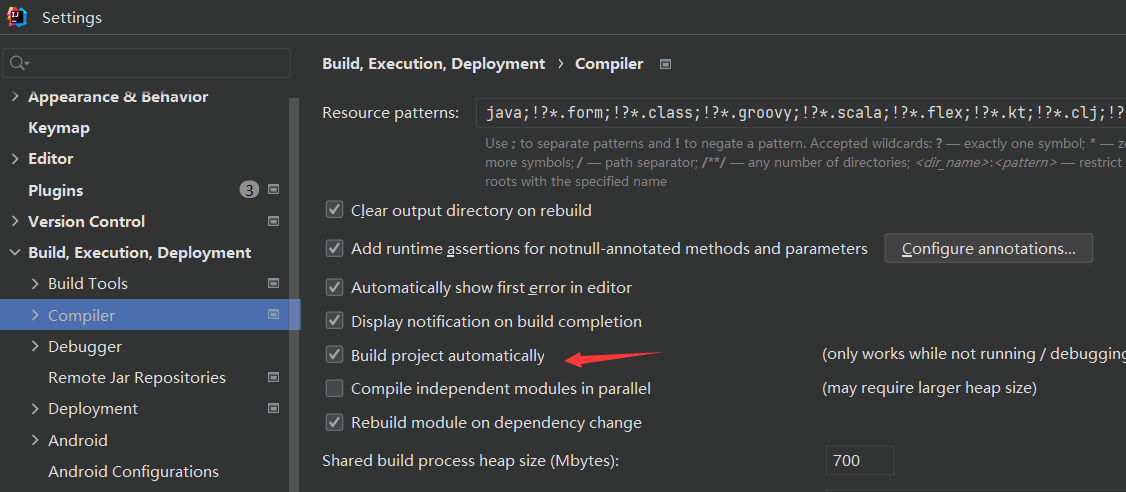 Settings
Appearance & Behavior
Keymap
Editor
Plugins 3
Version Control
Build, Execution, Deployment
Build Tools
Compiler
Debugger
Remote Jar Repositories
Deployment
Android
Android Configurations
Build, Execution, Deployment › Compiler
Resource patterns: java;!?*.form;!?*.class;!?*.groovy;!?*.scala;!?*.flex;!?*.kt;!?*.clj;!?
Use ; to separate patterns and ! to negate a pattern. Accepted wildcards: ? — exactly one symbol; * — ze
more symbols; / — path separator; /**/ — any number of directories; <dir_name>:<pattern> — restrict
roots with the specified name
Clear output directory on rebuild
Add runtime assertions for notnull-annotated methods and parameters Configure annotations...
Automatically show first error in editor
Display notification on build completion
Build project automatically (only works while not running / debugging
Compile independent modules in parallel (may require larger heap size)
Rebuild module on dependency change
Shared build process heap size (Mbytes): 700